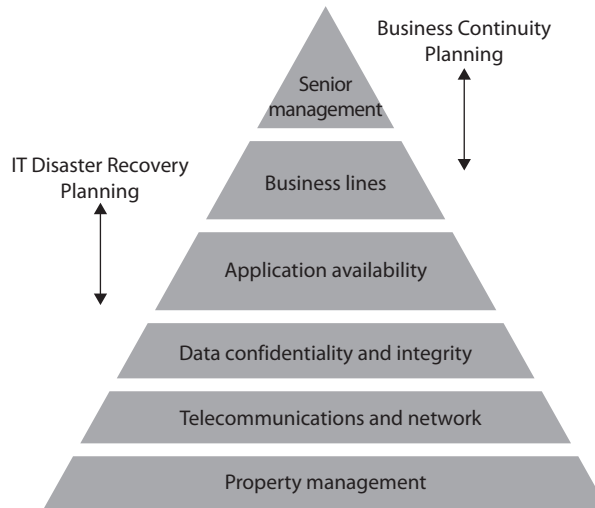 Business Continuity
Planning
Senior
management
IT Disaster Recovery
Planning
Business lines
Application availability
Data confidentiality and integrity
Telecommunications and network
Property management